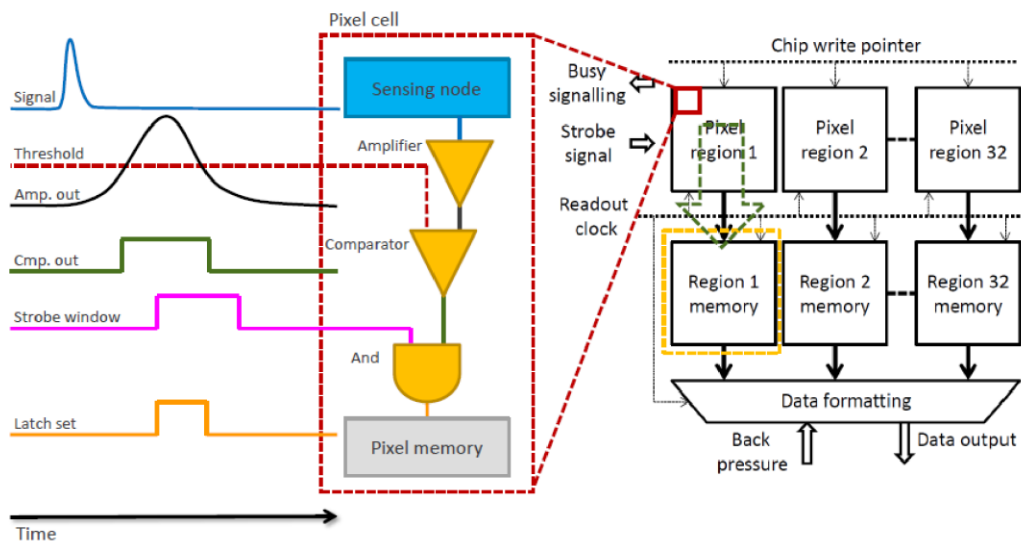 Pixel cell
Signal
Threshold
Amp. out
Cmp. out
Strobe window
Latch set
Time
Sensing node
Amplifier
Comparator
And
Pixel memory
Chip write pointer
Busy
signalling
Strobe
signal
Readout
clock
Pixel
region 1
Pixel
region 2
Pixel
region 32
Region 1
memory
Region 2
memory
Region 32
memory
Data formatting
Back
pressure
Data output